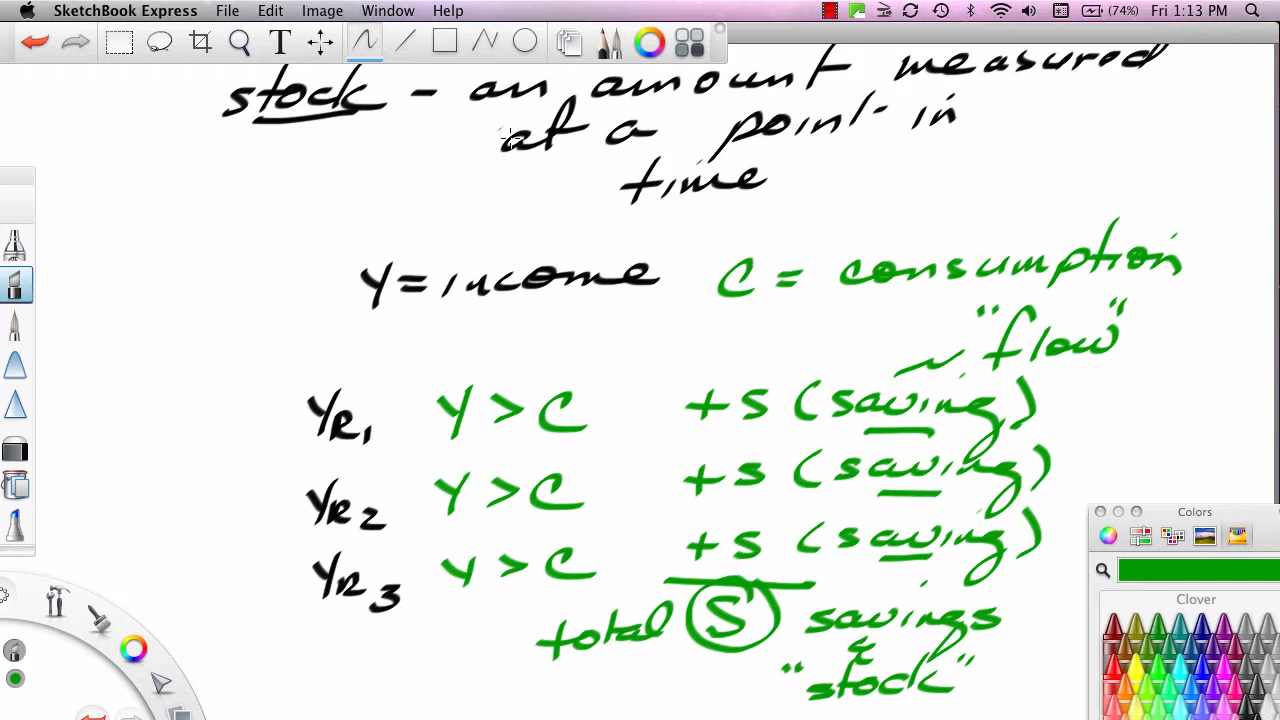 SketchBook Express File Edit Image Window Help (74%) Fri 1:13 PM
stock - an amount measured
at a point in
time
Y = income C = consumption
"flow"
YR1 Y > C + s (saving)
YR2 Y > C + s (saving)
YR3 Y > C + s (saving)
total S savings
"stock"
Colors
Clover